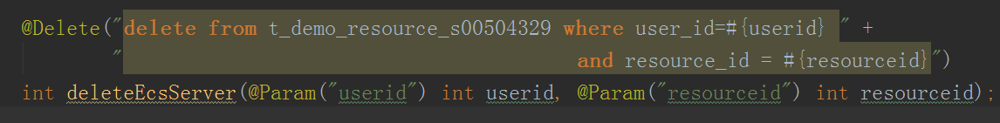 @Delete("delete from t_demo_resource_s00504329 where user_id=#{userid} " +
"                                        and resource_id = #{resourceid}")
int deleteEcsServer(@Param("userid") int userid, @Param("resourceid") int resourceid);